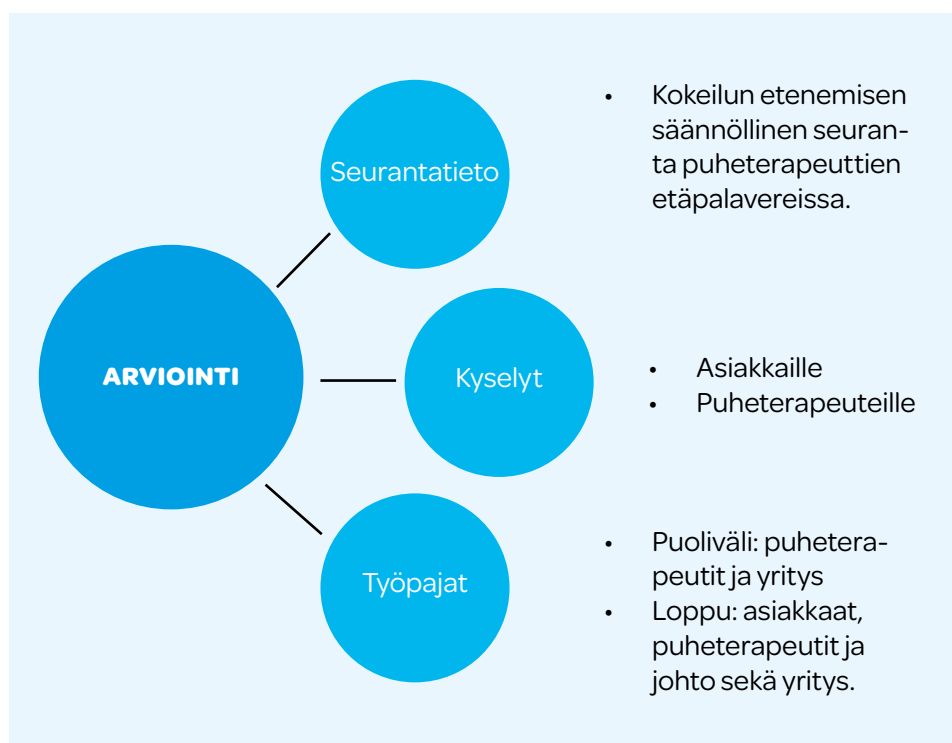 • Kokeilun etenemisen
säännöllinen seuran-
ta puheterapeuttien
etäpalavereissa.
Seurantatieto
ARVIOINTI
Kyselyt
• Asiakkaille
• Puheterapeuteille
Työpajat
• Puoliväli: puhetera-
peutit ja yritys
• Loppu: asiakkaat,
puheterapeutit ja
johto sekä yritys.